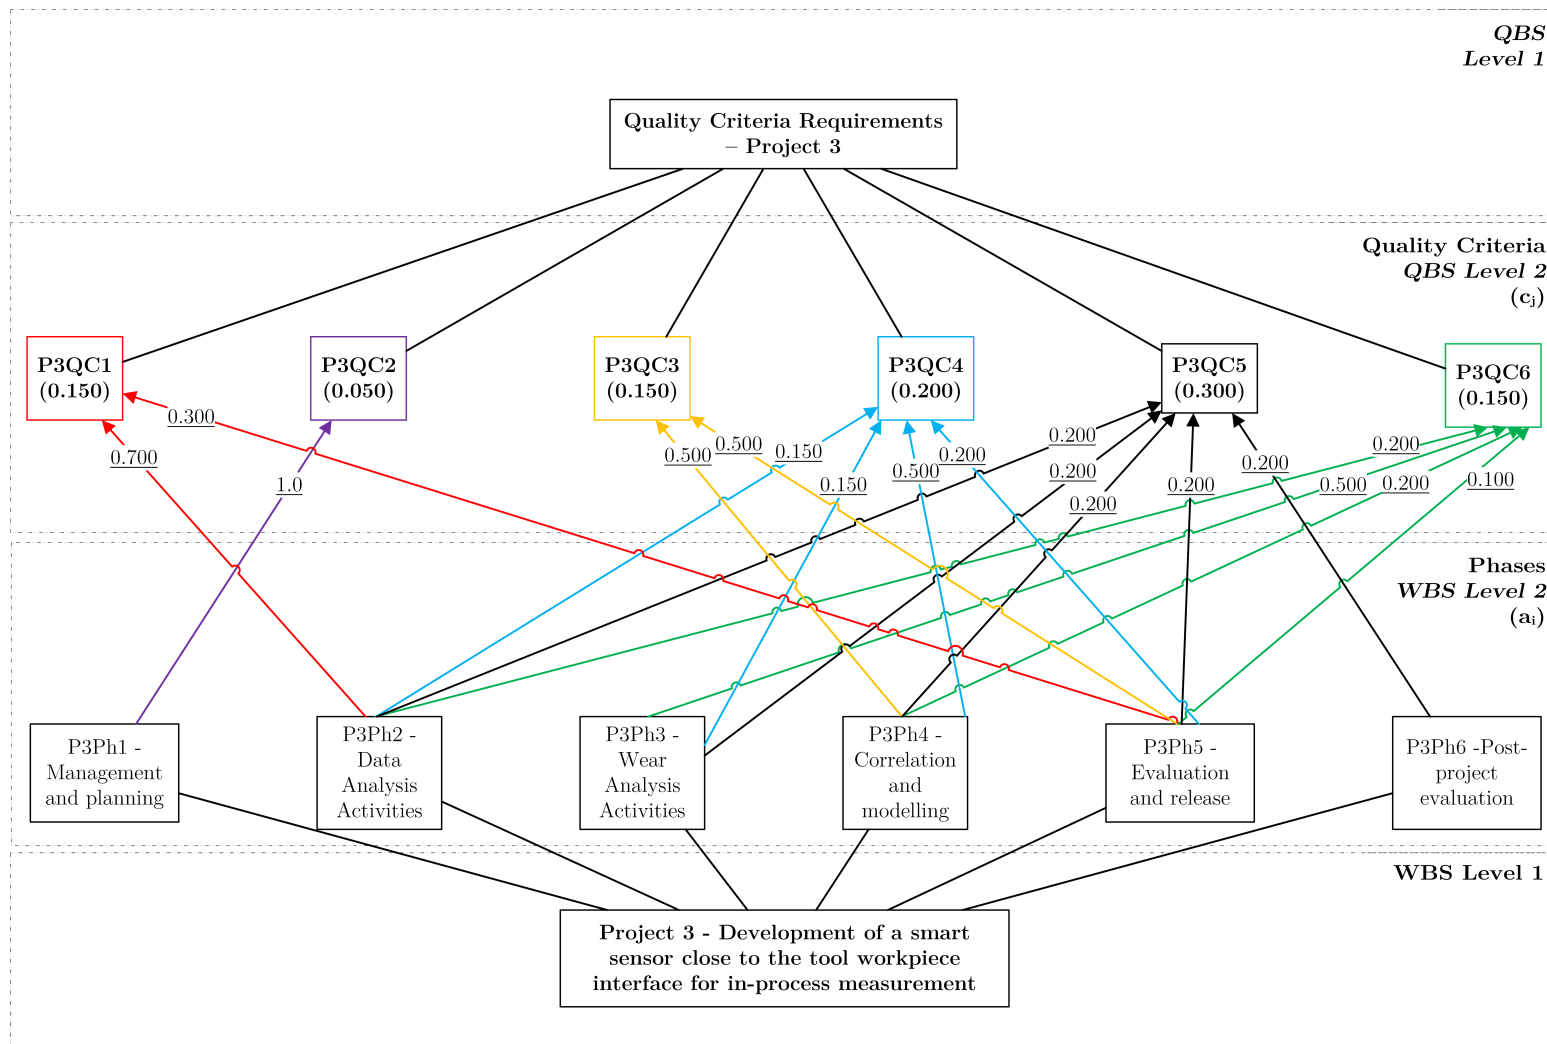 QBS
Level 1
Quality Criteria Requirements
– Project 3
Quality Criteria
QBS Level 2
(cⱼ)
P3QC1
(0.150)
P3QC2
(0.050)
P3QC3
(0.150)
P3QC4
(0.200)
P3QC5
(0.300)
P3QC6
(0.150)
0.300
0.700
1.0
0.500
0.500
0.150
0.150
0.500
0.200
0.200
0.200
0.200
0.200
0.200
0.200
0.500
0.200
0.100
Phases
WBS Level 2
(aᵢ)
P3Ph1 -
Management
and planning
P3Ph2 -
Data
Analysis
Activities
P3Ph3 -
Wear
Analysis
Activities
P3Ph4 -
Correlation
and
modelling
P3Ph5 -
Evaluation
and release
P3Ph6 -Post-
project
evaluation
WBS Level 1
Project 3 - Development of a smart
sensor close to the tool workpiece
interface for in-process measurement